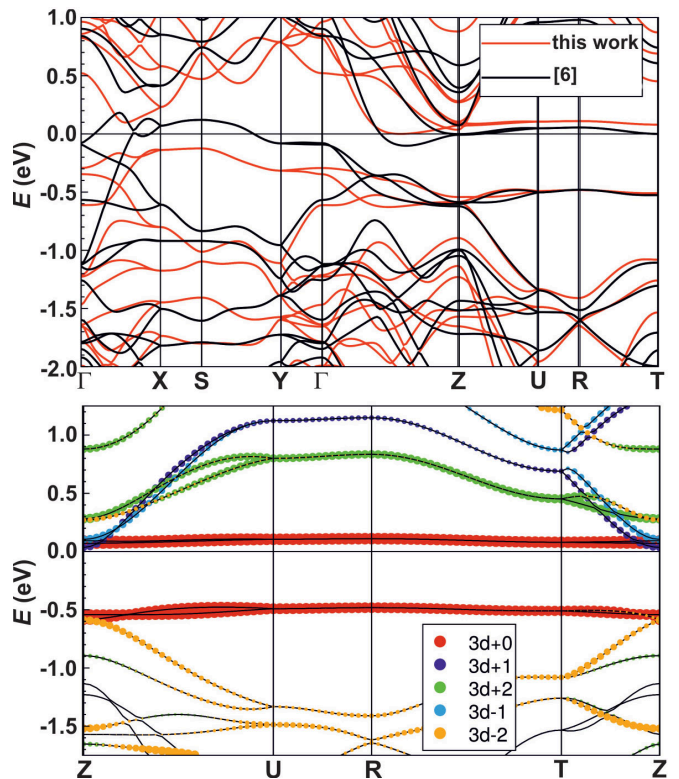 1.0
0.5
0.0
-0.5
-1.0
-1.5
-2.0
E (eV)
this work
[6]
Γ X S Y Γ Z U R T
1.0
0.5
0.0
-0.5
-1.0
-1.5
E (eV)
3d+0
3d+1
3d+2
3d-1
3d-2
Z U R T Z